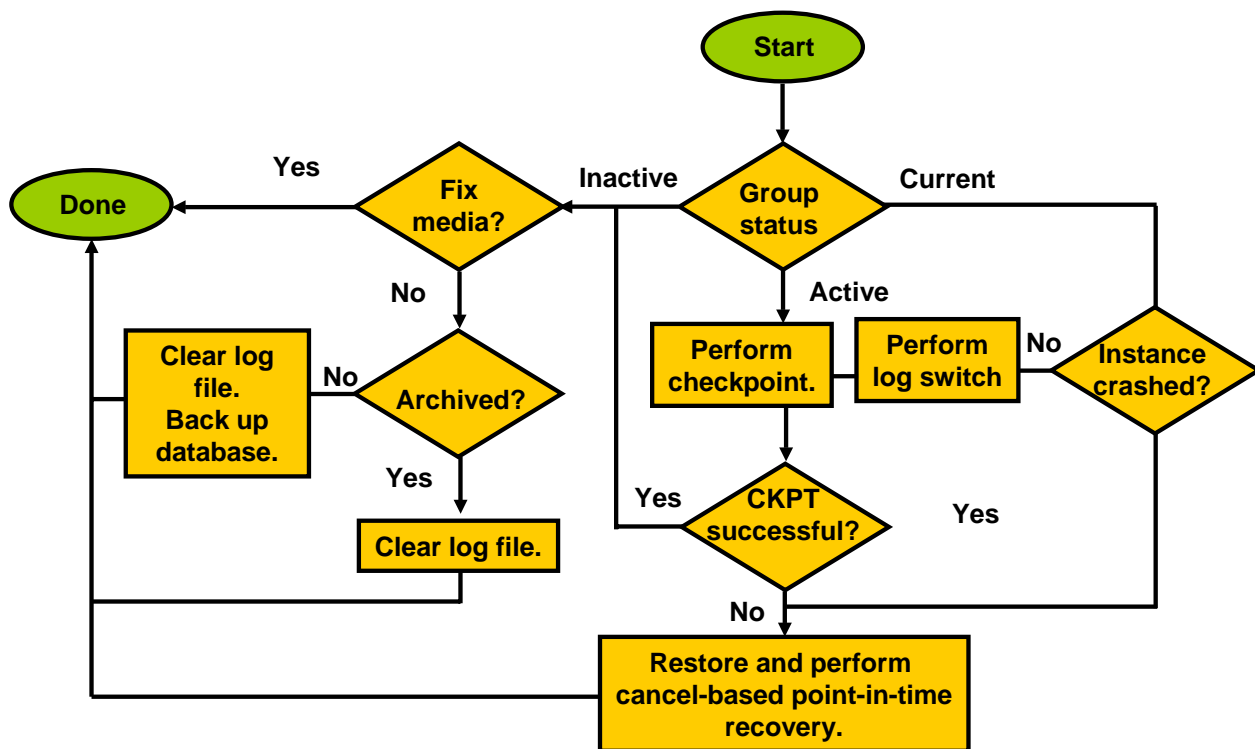 Start
Yes
Inactive
Current
Done
Fix
media?
Group
status
No
Active
Clear log
file.
Back up
database.
No
Archived?
Perform
checkpoint.
Perform
log switch
No
Instance
crashed?
Yes
Clear log file.
Yes
CKPT
successful?
Yes
No
Restore and perform
cancel-based point-in-time
recovery.